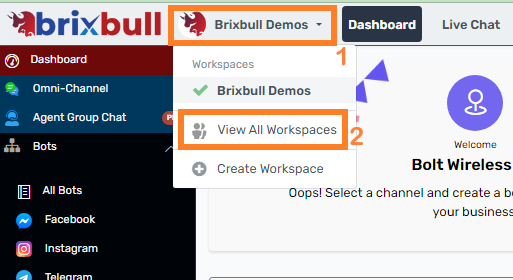 brixbull
Brixbull Demos
Dashboard
Live Chat
1
Dashboard
Workspaces
Omni-Channel
Brixbull Demos
Agent Group Chat
View All Workspaces
2
Welcome
Bots
Bolt Wireless
Create Workspace
All Bots
Oops! Select a channel and create a b
your business
Facebook
Instagram
Telegram